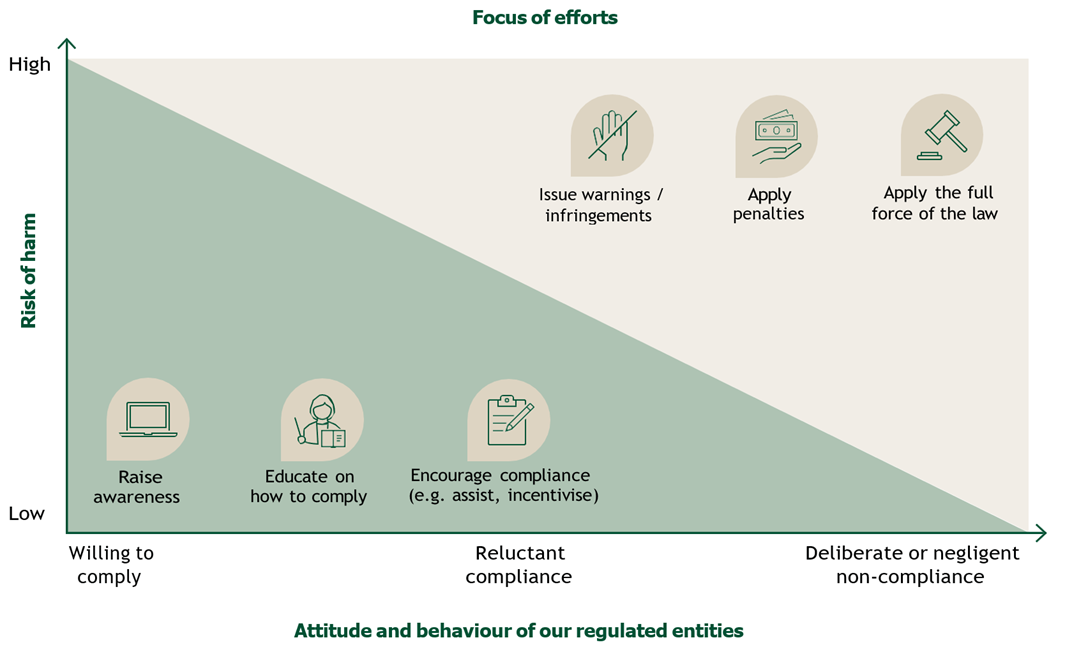 Focus of efforts
High
Issue warnings /
infringements
Apply
penalties
Apply the full
force of the law
Risk of harm
Raise
awareness
Educate on
how to comply
Encourage compliance
(e.g. assist, incentivise)
Low
Willing to
comply
Reluctant
compliance
Deliberate or negligent
non-compliance
Attitude and behaviour of our regulated entities